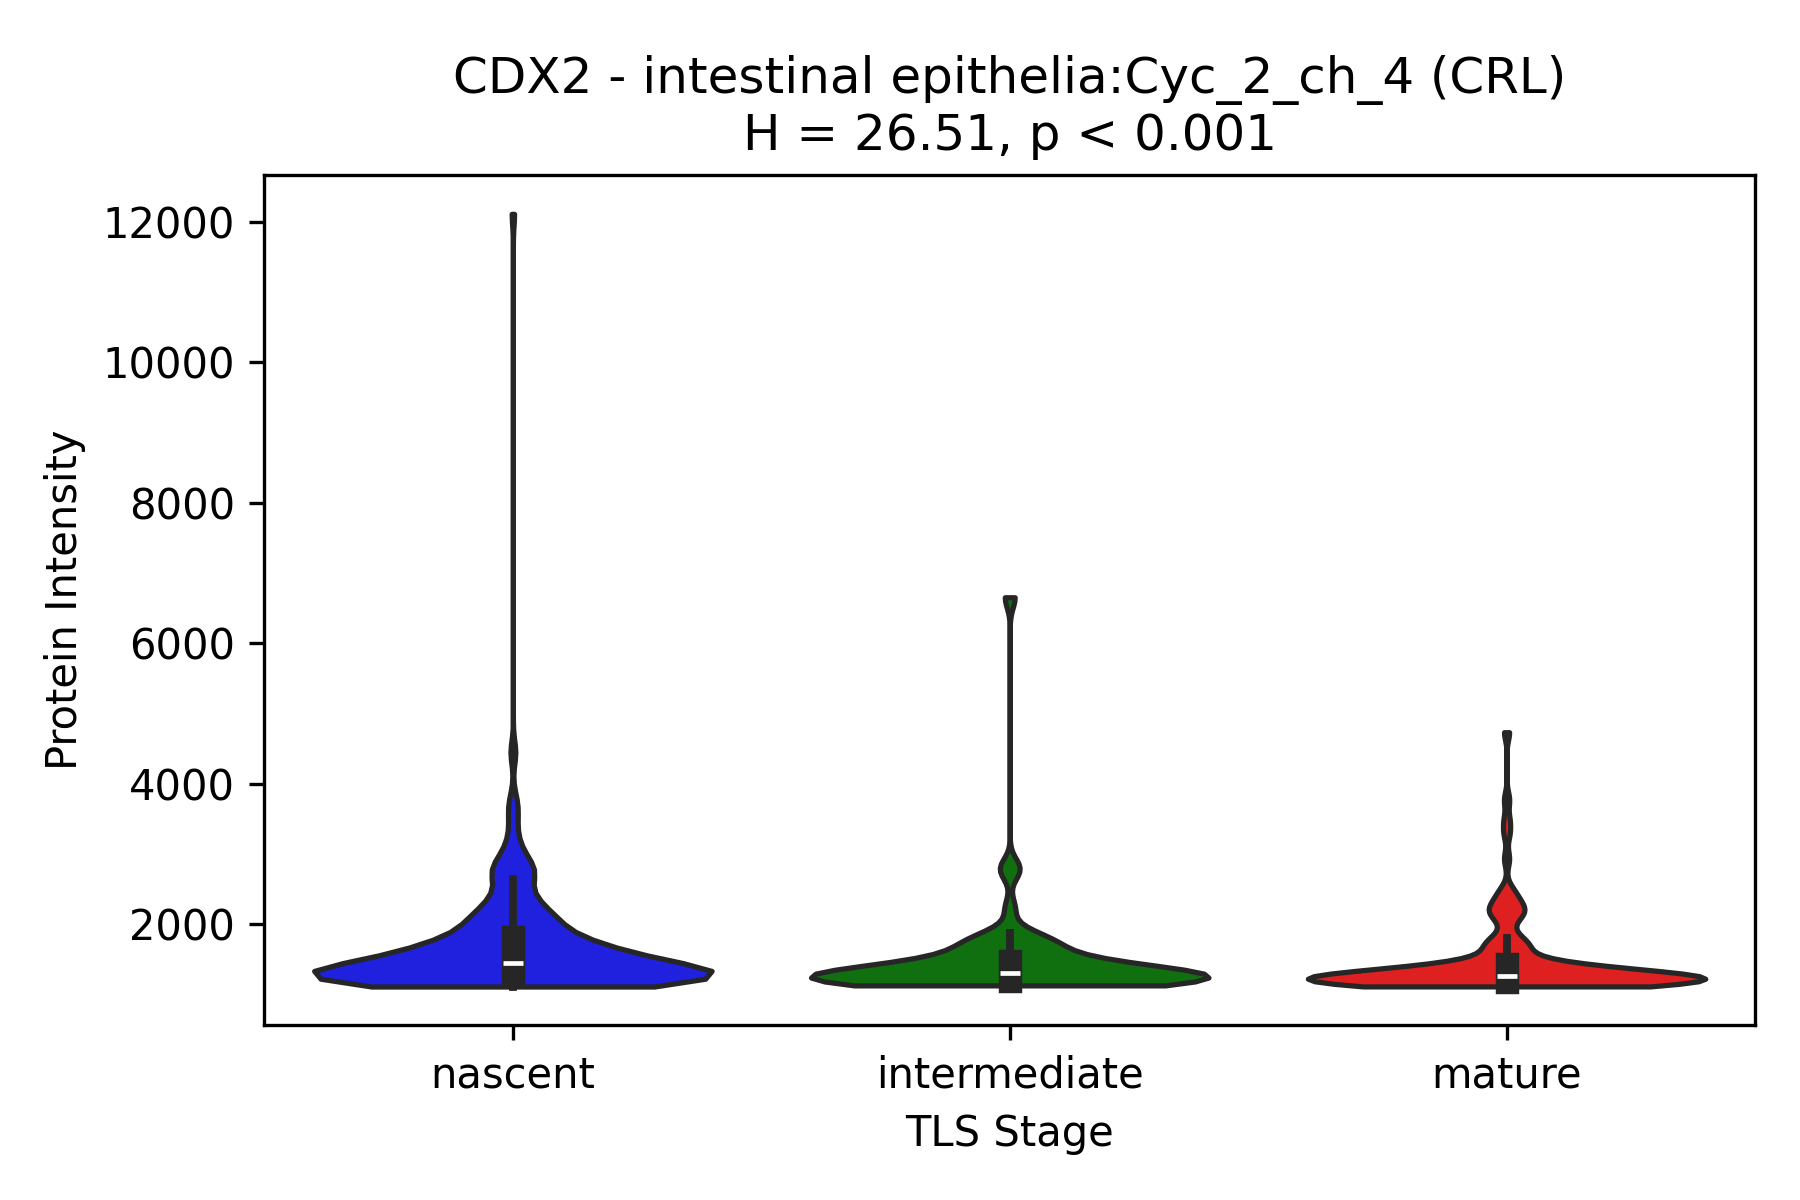 CDX2 - intestinal epithelia:Cyc_2_ch_4 (CRL)
H = 26.51, p < 0.001
12000
10000
8000
6000
4000
2000
Protein Intensity
nascent
intermediate
mature
TLS Stage